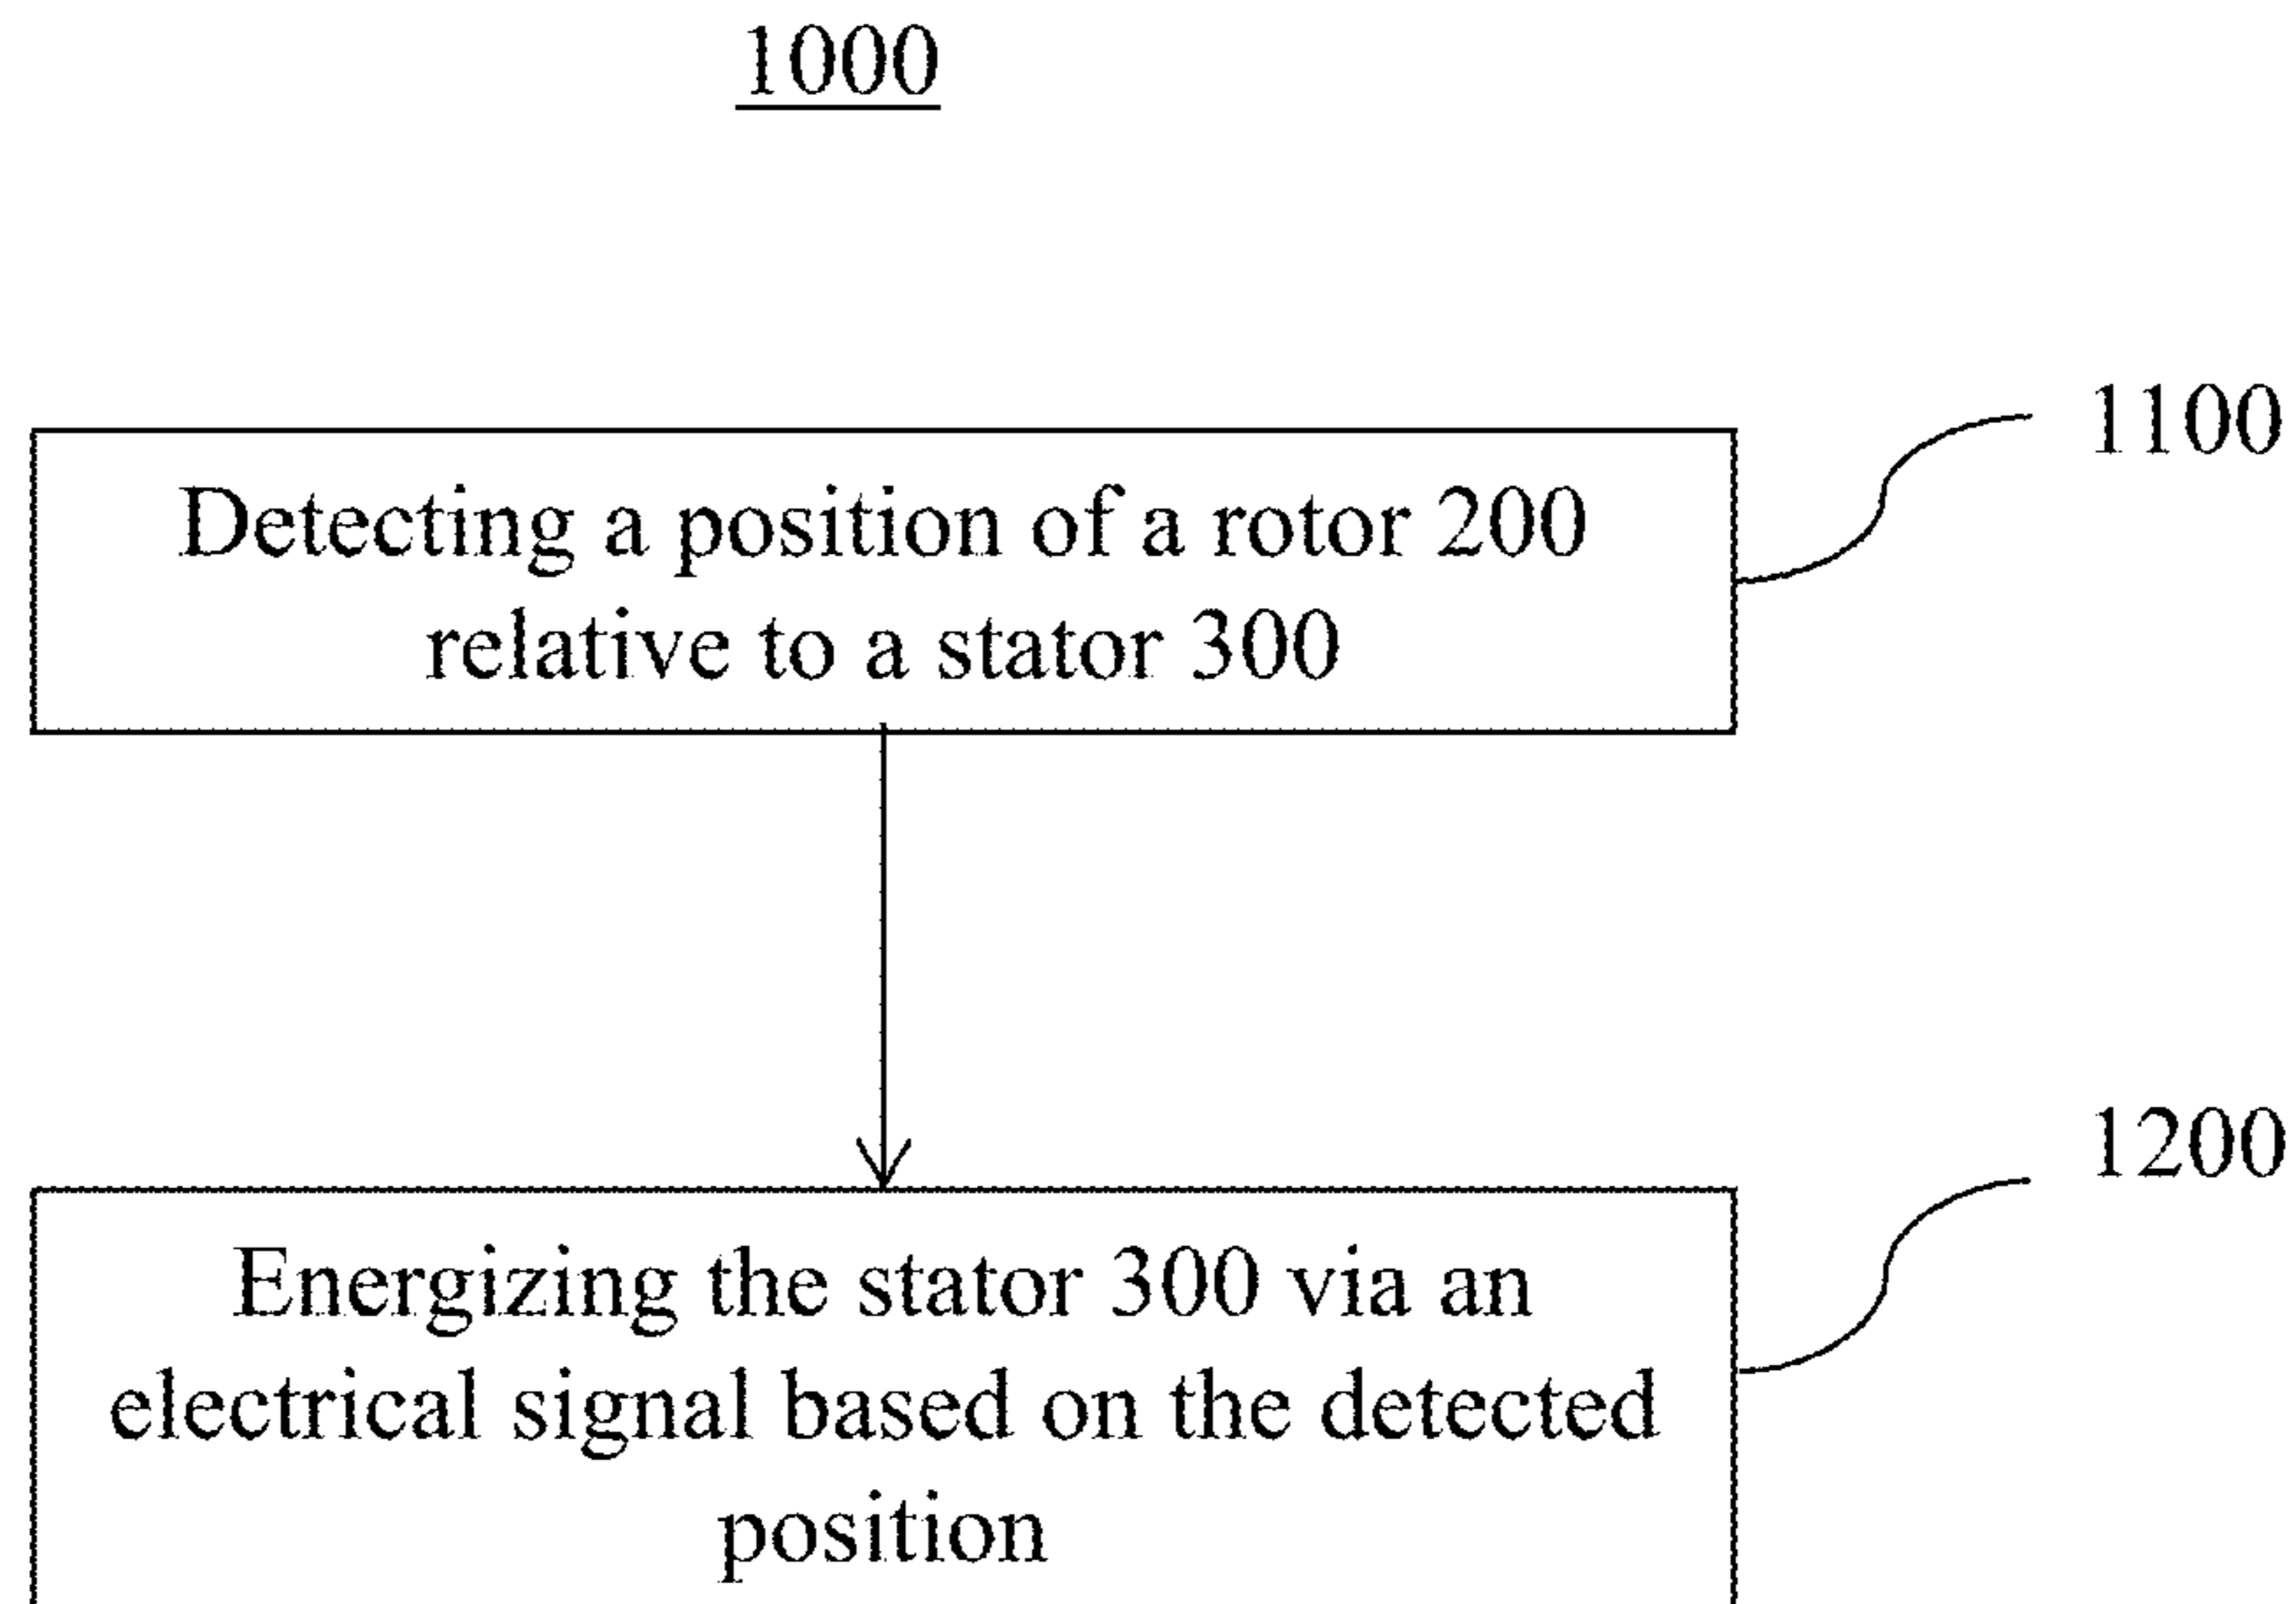 1000
1100
Detecting a position of a rotor 200
relative to a stator 300
1200
Energizing the stator 300 via an
electrical signal based on the detected
position